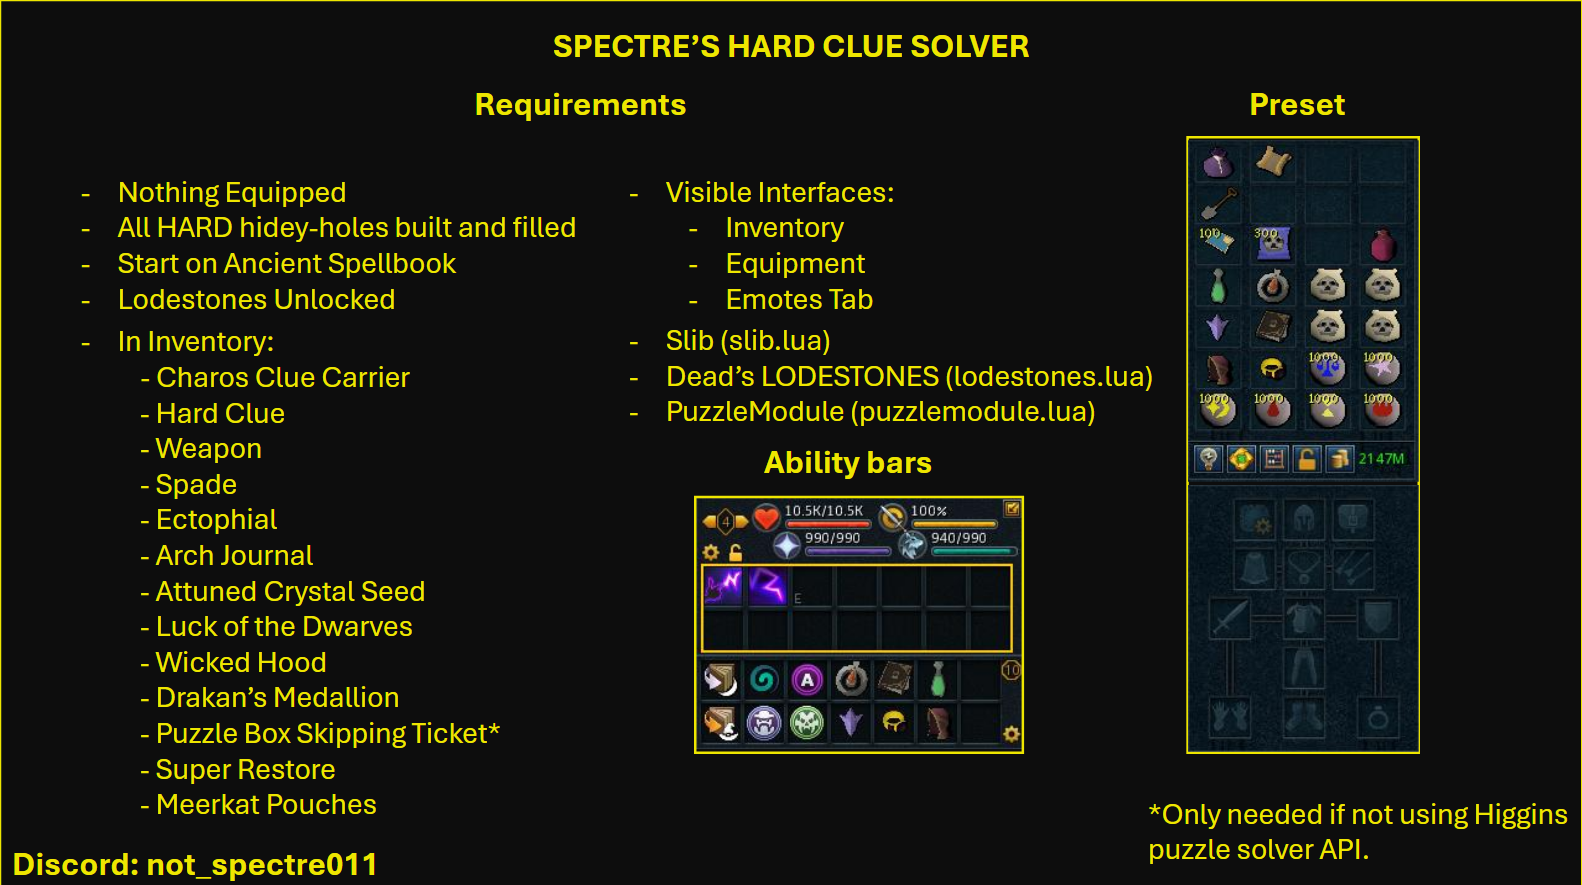 SPECTRE’S HARD CLUE SOLVER
Requirements
- Nothing Equipped
- All HARD hidey-holes built and filled
- Start on Ancient Spellbook
- Lodestones Unlocked
- In Inventory:
- Charos Clue Carrier
- Hard Clue
- Weapon
- Spade
- Ectophial
- Arch Journal
- Attuned Crystal Seed
- Luck of the Dwarves
- Wicked Hood
- Drakan’s Medallion
- Puzzle Box Skipping Ticket*
- Super Restore
- Meerkat Pouches
- Visible Interfaces:
- Inventory
- Equipment
- Emotes Tab
- Slib (slib.lua)
- Dead’s LODESTONES (lodestones.lua)
- PuzzleModule (puzzlemodule.lua)
Ability bars
4
10.5K/10.5K
100%
990/990
940/990
E
A
10
Preset
100
300
1000
1000
1000
1000
1000
1000
2147M
*Only needed if not using Higgins
puzzle solver API.
Discord: not_spectre011